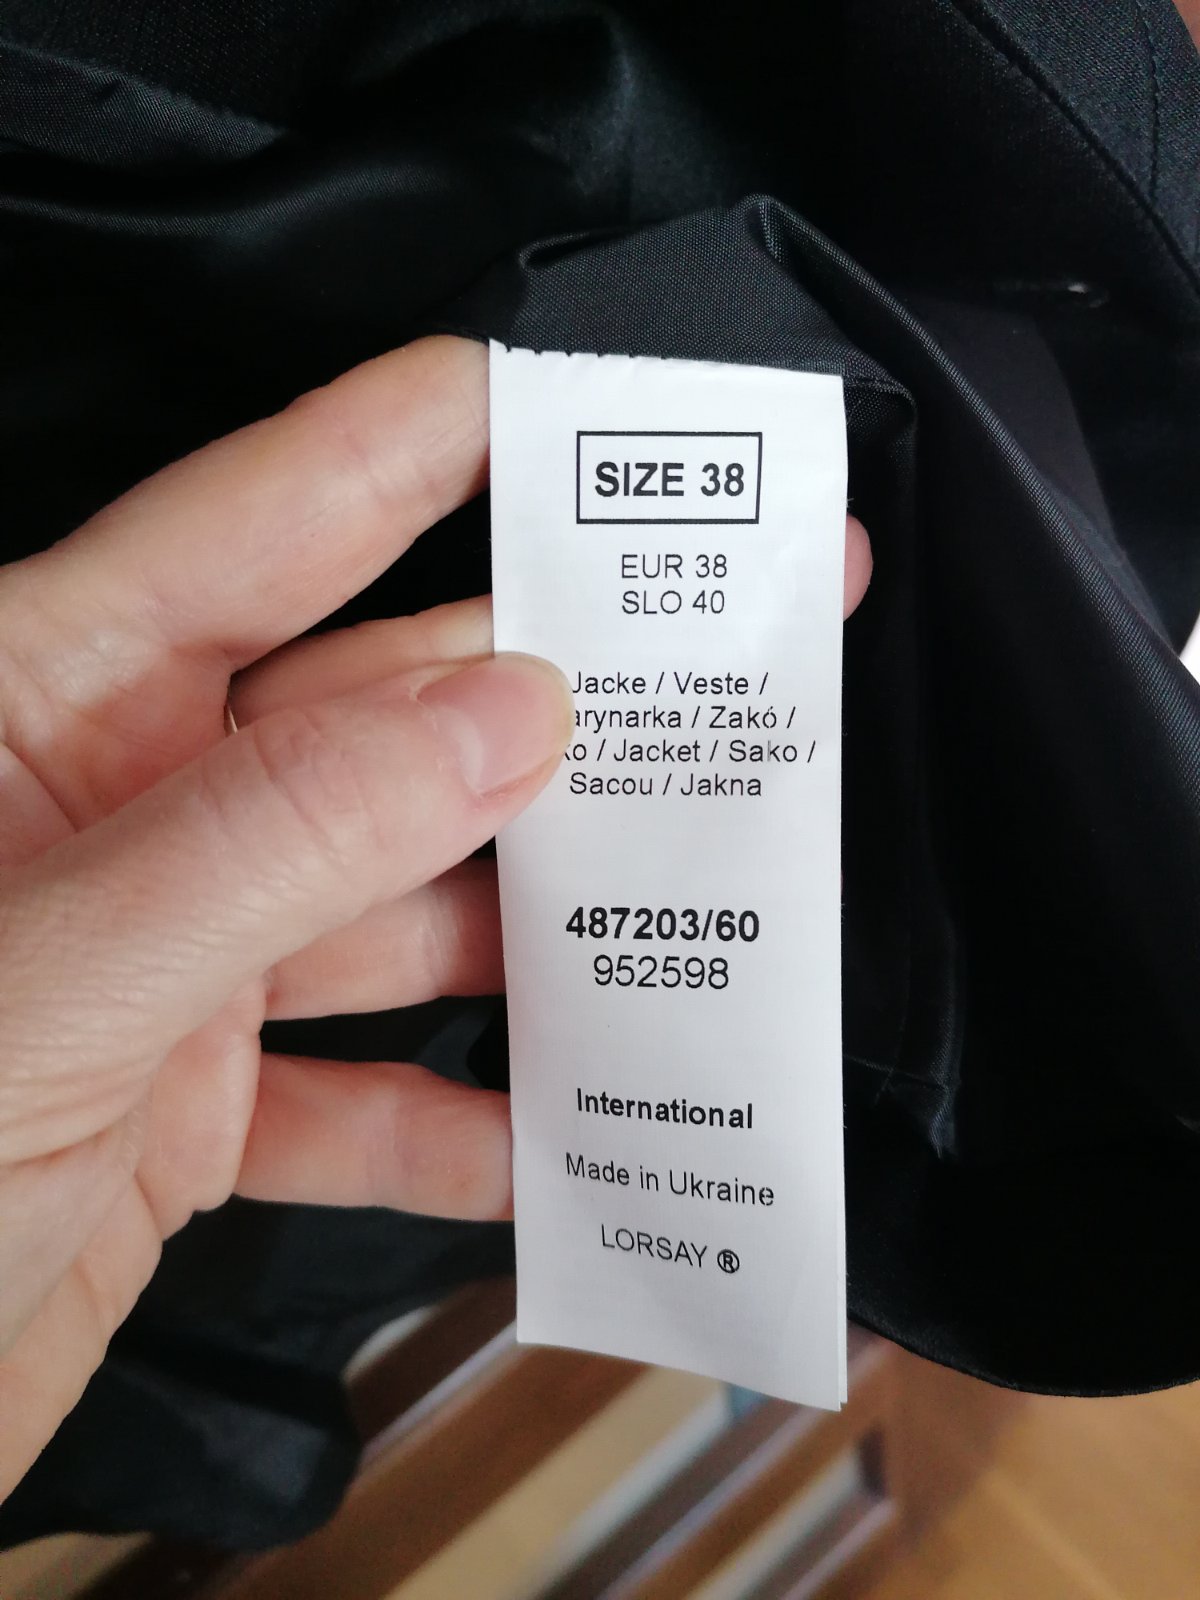 SIZE 38
EUR 38
SLO 40
Jacke / Veste /
/ Zakó /
/ Jacket / Sako /
Sacou / Jakna
487203/60
952598
International
Made in Ukraine
LORSAY ®